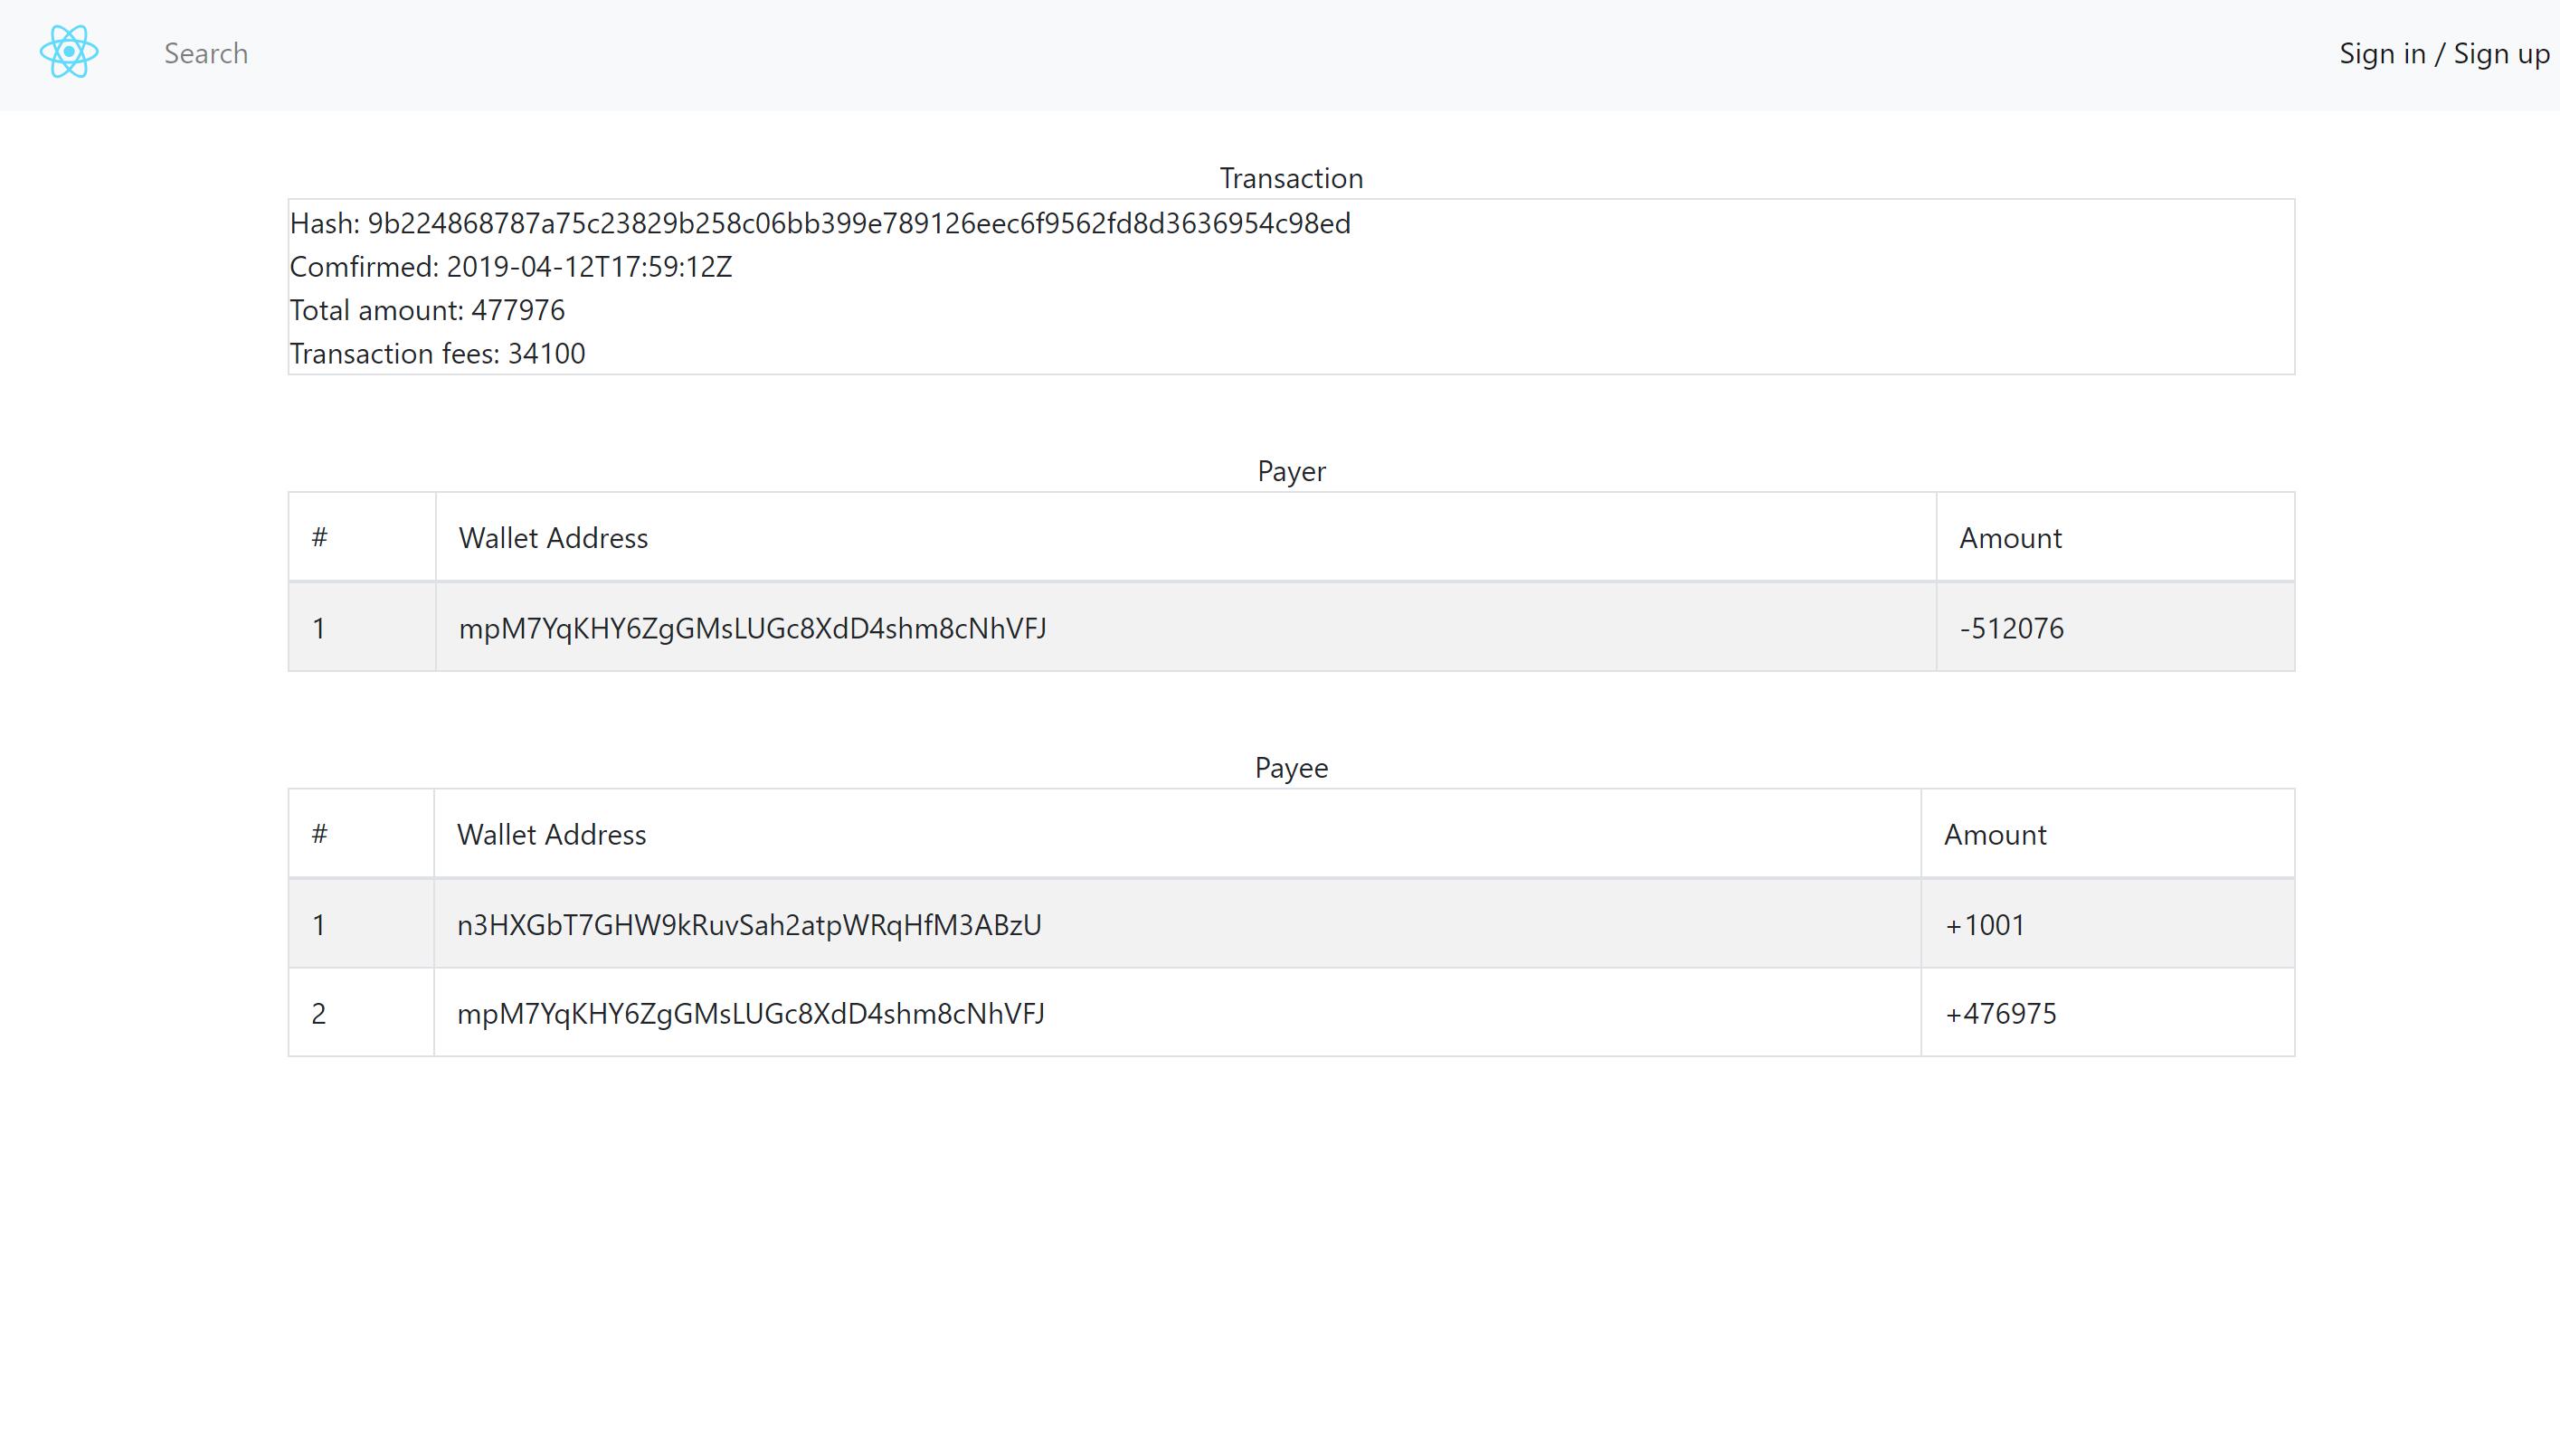 Search
Sign in / Sign up
Transaction
Hash: 9b224868787a75c23829b258c06bb399e789126eec6f9562fd8d3636954c98ed
Comfirmed: 2019-04-12T17:59:12Z
Total amount: 477976
Transaction fees: 34100
Payer
# Wallet Address Amount
1 mpM7YqKHY6ZgGMsLUGc8XdD4shm8cNhVFJ -512076
Payee
# Wallet Address Amount
1 n3HXGbT7GHW9kRuvSah2atpWRqHfM3ABzU +1001
2 mpM7YqKHY6ZgGMsLUGc8XdD4shm8cNhVFJ +476975